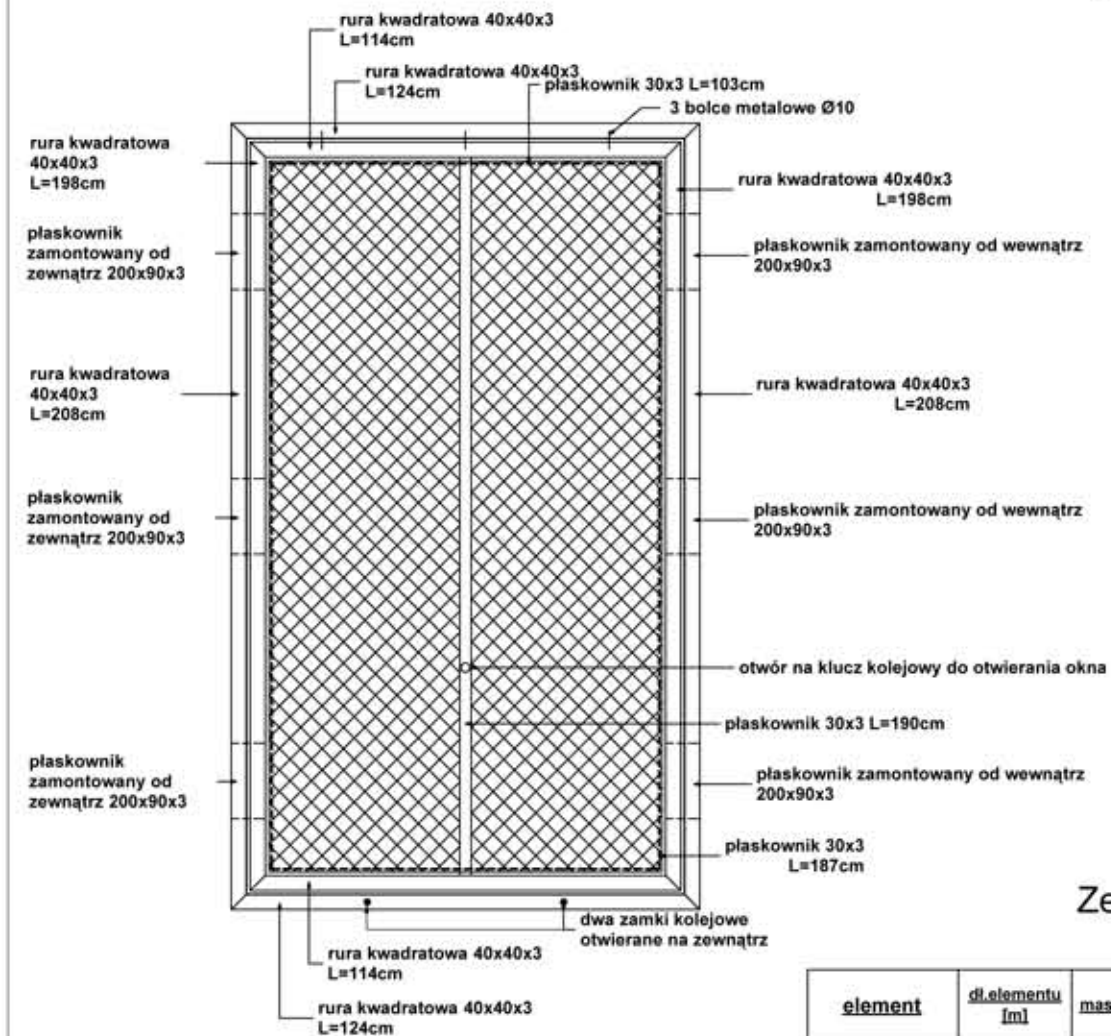 rura kwadratowa 40x40x3
L=114cm
rura kwadratowa 40x40x3
L=124cm
płaskownik 30x3 L=103cm
3 bolce metalowe Ø10
rura kwadratowa
40x40x3
L=198cm
rura kwadratowa 40x40x3
L=198cm
płaskownik
zamontowany od
zewnątrz 200x90x3
płaskownik zamontowany od wewnątrz
200x90x3
rura kwadratowa
40x40x3
L=208cm
rura kwadratowa 40x40x3
L=208cm
płaskownik
zamontowany od
zewnątrz 200x90x3
płaskownik zamontowany od wewnątrz
200x90x3
otwór na klucz kolejowy do otwierania okna
płaskownik 30x3 L=190cm
płaskownik
zamontowany od
zewnątrz 200x90x3
płaskownik zamontowany od wewnątrz
200x90x3
płaskownik 30x3
L=187cm
Ze
dwa zamki kolejowe
otwierane na zewnątrz
rura kwadratowa 40x40x3
L=114cm
rura kwadratowa 40x40x3
L=124cm
element
dł.elementu
[m]
mas